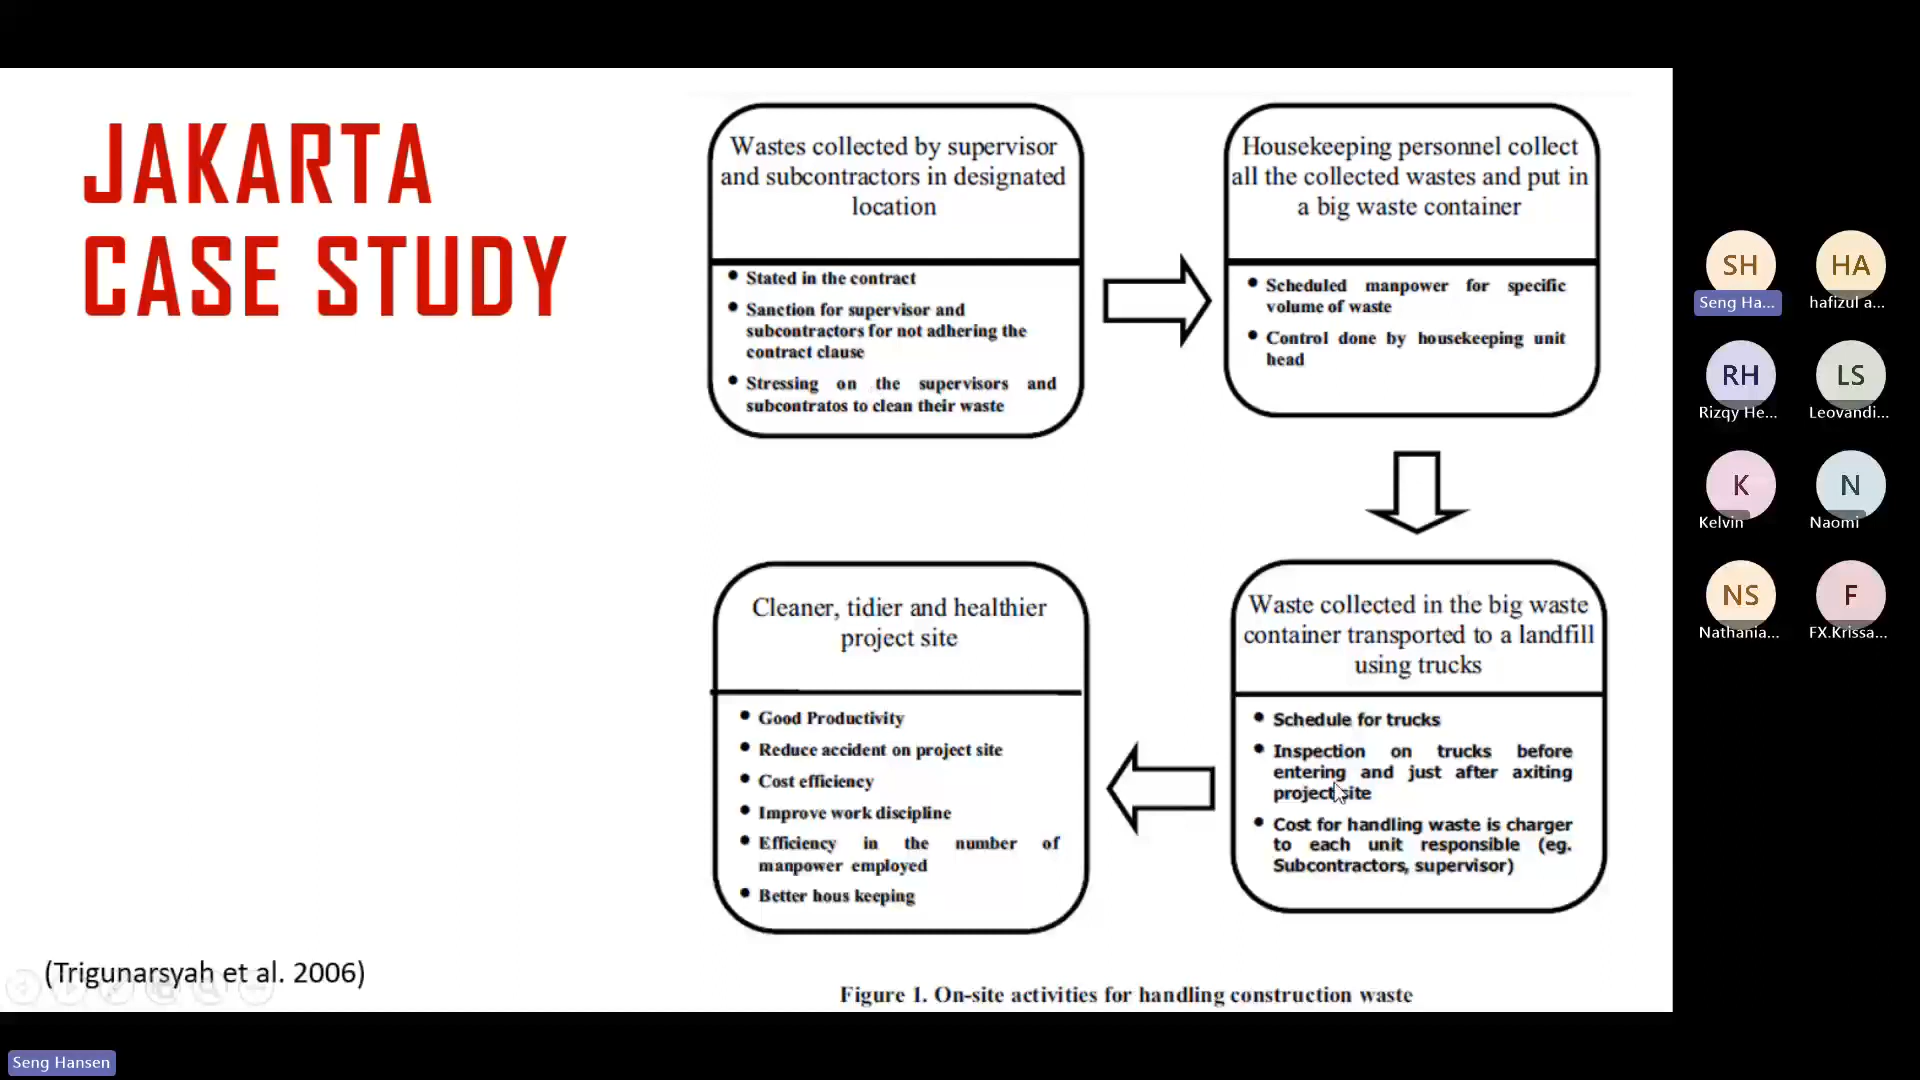 JAKARTA
CASE STUDY
Wastes collected by supervisor
and subcontractors in designated
location
• Stated in the contract
• Sanction for supervisor and
subcontractors for not adhering the
contract clause
• Stressing on the supervisors and
subcontratos to clean their waste
Housekeeping personnel collect
all the collected wastes and put in
a big waste container
• Scheduled manpower for specific
volume of waste
• Control done by housekeeping unit
head
Waste collected in the big waste
container transported to a landfill
using trucks
• Schedule for trucks
• Inspection on trucks before
entering and just after axiting
project site
• Cost for handling waste is charger
to each unit responsible (eg.
Subcontractors, supervisor)
Cleaner, tidier and healthier
project site
• Good Productivity
• Reduce accident on project site
• Cost efficiency
• Improve work discipline
• Efficiency in the number of
manpower employed
• Better hous keeping
(Trigunarsyah et al. 2006)
Figure 1. On-site activities for handling construction waste
SH
Seng Ha...
HA
hafizul a...
RH
Rizqy He...
LS
Leovandi...
K
Kelvin
N
Naomi
NS
Nathania...
F
FX.Krissa...
Seng Hansen